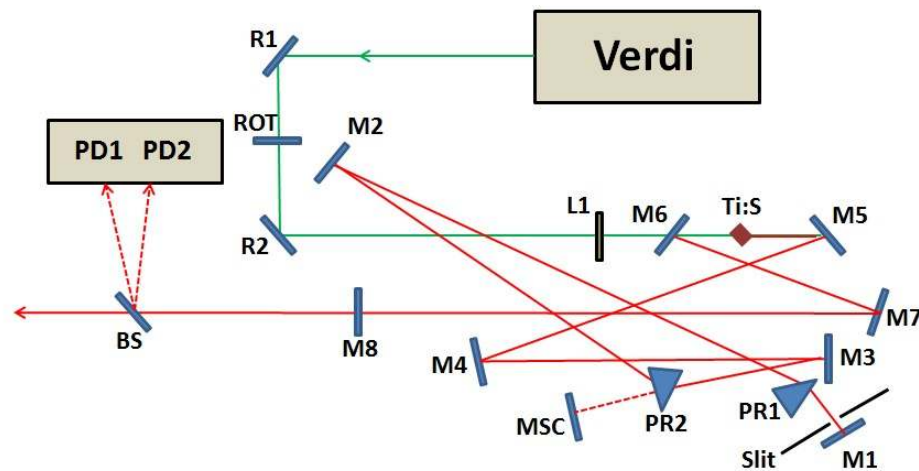 R1
Verdi
ROT
M2
PD1 PD2
L1
M6
Ti:S
M5
R2
M7
BS
M8
M4
M3
MSC
PR2
PR1
Slit
M1